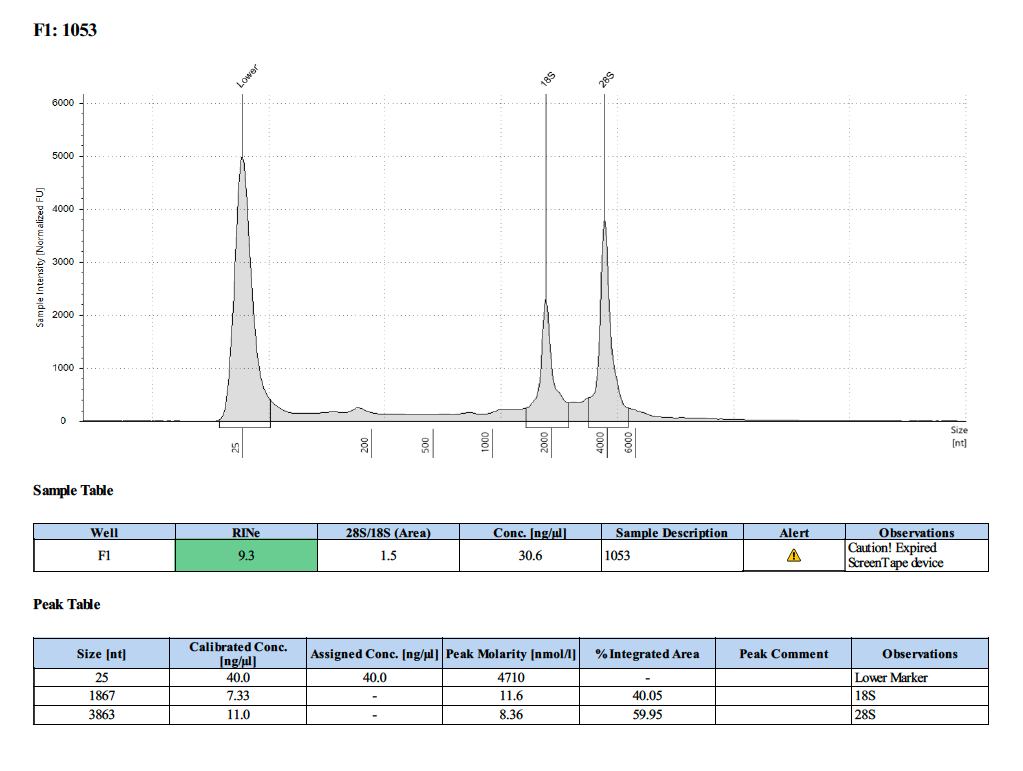 F1: 1053
Lower
18S
28S
6000
5000
4000
3000
2000
1000
0
Sample Intensity [Normalized FU]
25
200
500
1000
2000
4000
6000
Size
[nt]
Sample Table
Well RINe 28S/18S (Area) Conc. [ng/µl] Sample Description Alert Observations
F1 9.3 1.5 30.6 1053 Caution! Expired
ScreenTape device
Peak Table
Size [nt] Calibrated Conc. [ng/µl] Assigned Conc. [ng/µl] Peak Molarity [nmol/l] % Integrated Area Peak Comment Observations
25 40.0 40.0 4710 - Lower Marker
1867 7.33 - 11.6 40.05 18S
3863 11.0 - 8.36 59.95 28S